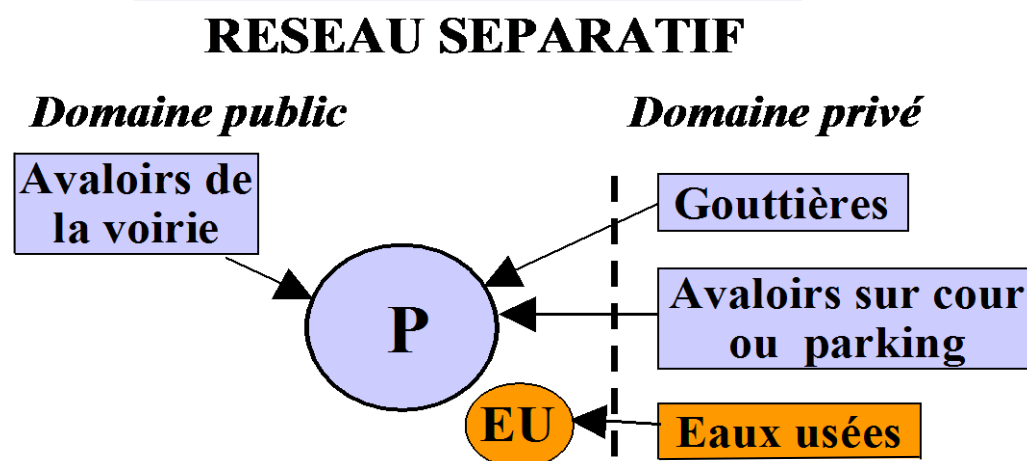 RESEAU SEPARATIF
Domaine public
Domaine privé
Avaloirs de
la voirie
Gouttières
P
Avaloirs sur cour
ou parking
EU
Eaux usées